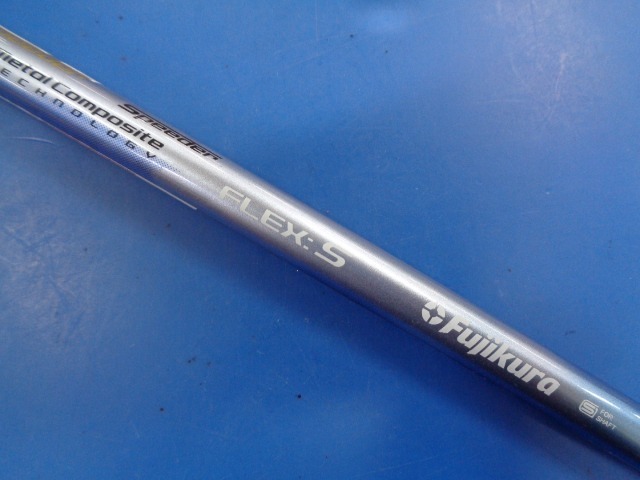 Metal Composite
TECHNOLOGY
Speeder
FLEX: S
Fujikura
S FOR SHAFT